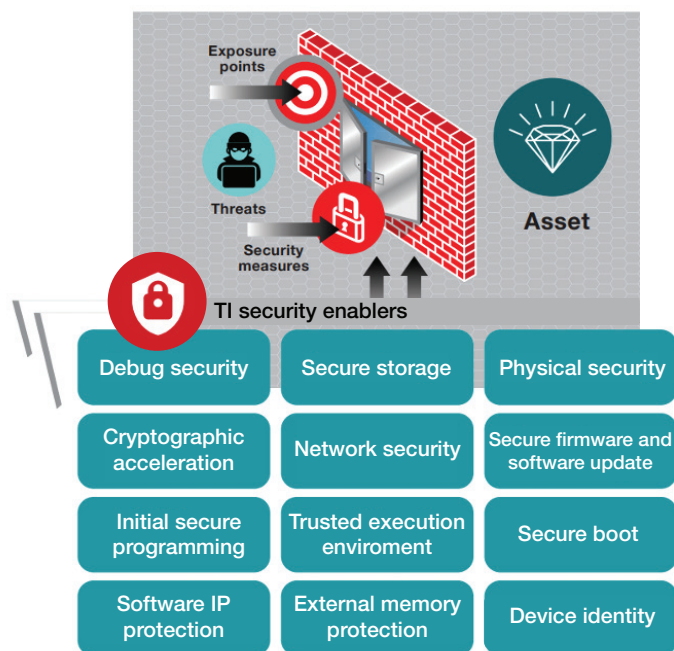 Exposure
points
Threats
Security
measures
Asset
TI security enablers
Debug security
Secure storage
Physical security
Cryptographic
acceleration
Network security
Secure firmware and
software update
Initial secure
programming
Trusted execution
enviroment
Secure boot
Software IP
protection
External memory
protection
Device identity